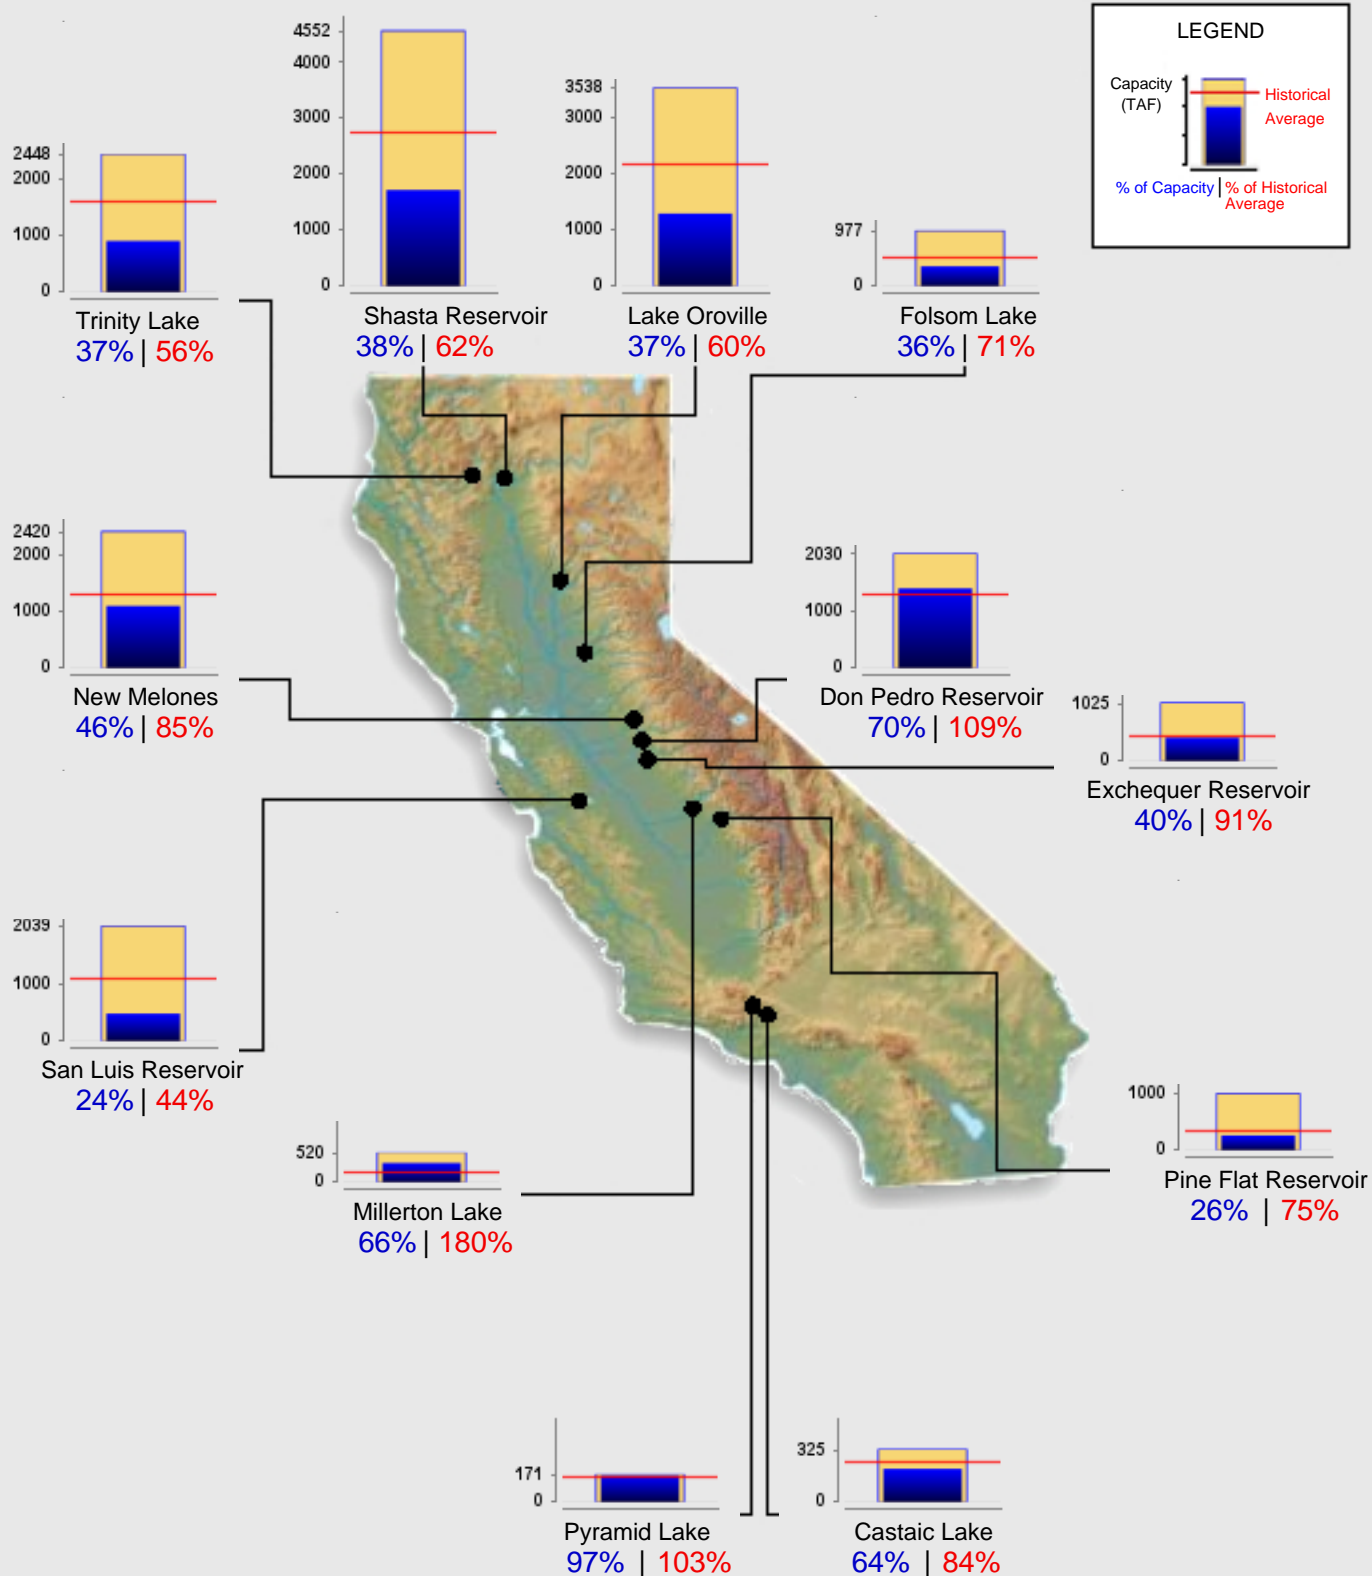 LEGEND
Capacity
(TAF)
Historical
Average
% of Capacity | % of Historical
Average
4552
4000
3000
2000
1000
0
Shasta Reservoir
38% | 62%
3538
3000
2000
1000
0
Lake Oroville
37% | 60%
2448
2000
1000
0
Trinity Lake
37% | 56%
977
0
Folsom Lake
36% | 71%
2420
2000
1000
0
New Melones
46% | 85%
2030
1000
0
Don Pedro Reservoir
70% | 109%
1025
0
Exchequer Reservoir
40% | 91%
2039
1000
0
San Luis Reservoir
24% | 44%
520
0
Millerton Lake
66% | 180%
1000
0
Pine Flat Reservoir
26% | 75%
171
0
Pyramid Lake
97% | 103%
325
0
Castaic Lake
64% | 84%